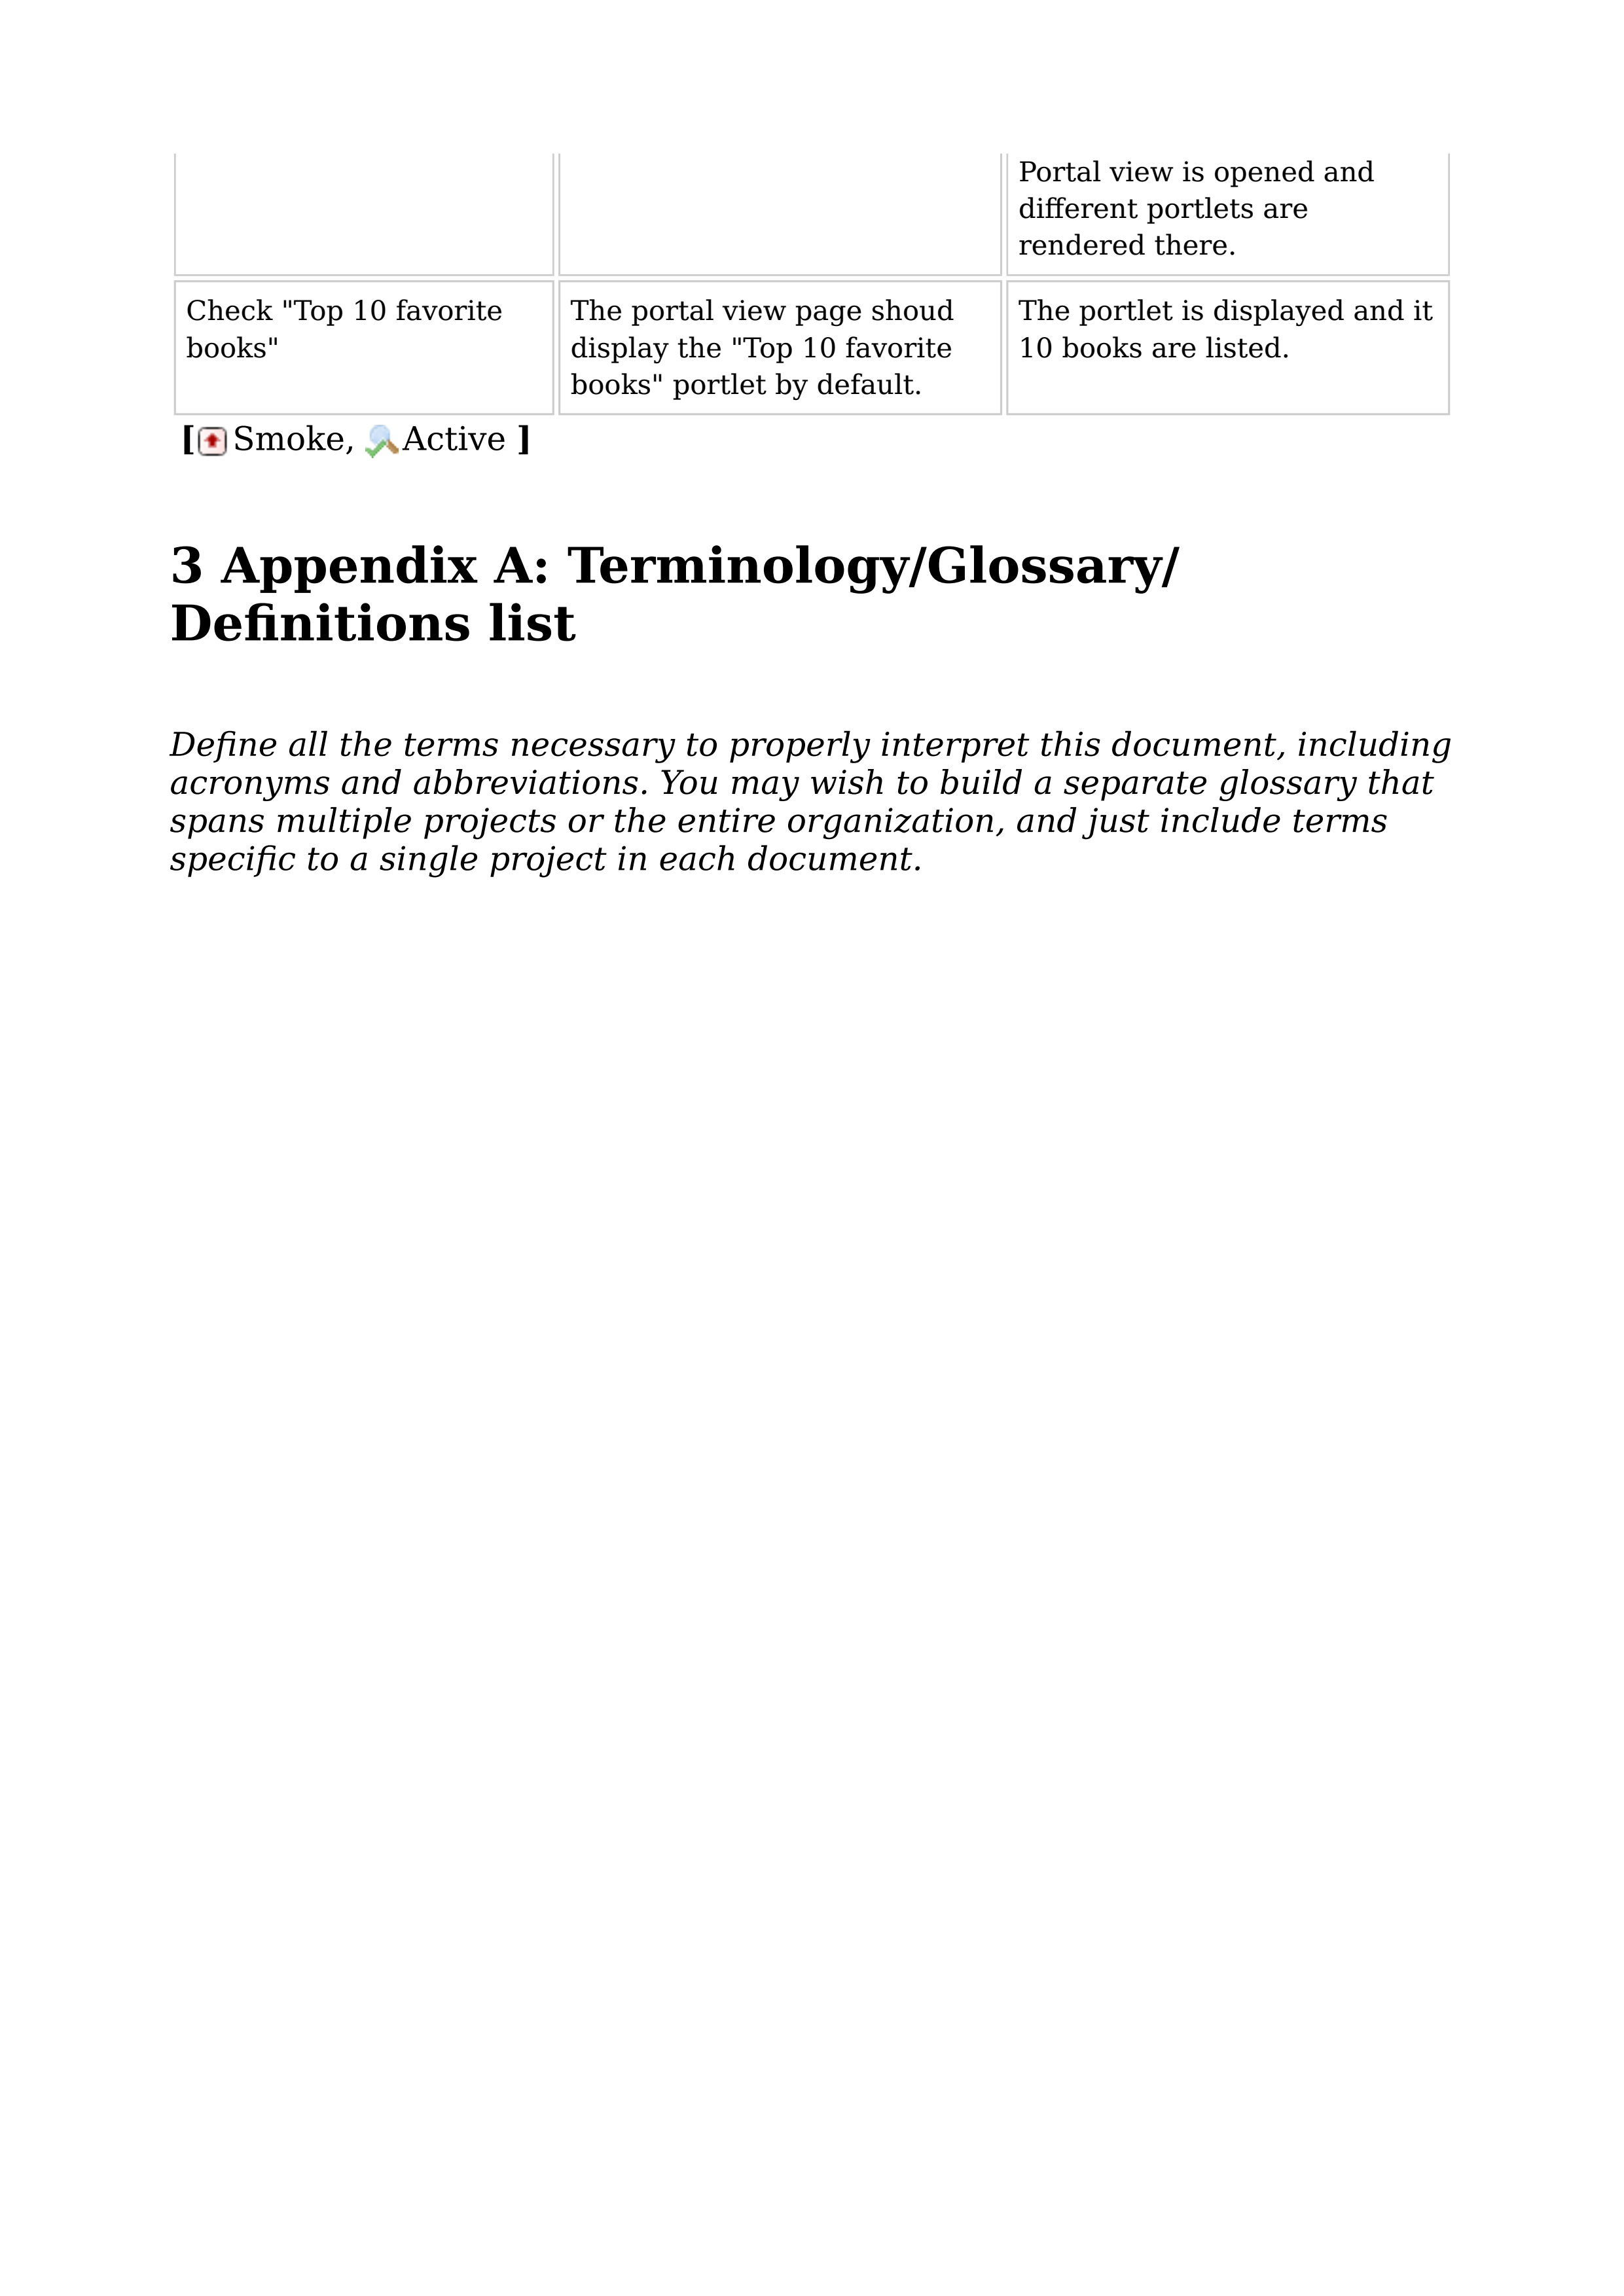 Portal view is opened and
different portlets are
rendered there.
Check "Top 10 favorite
books"
The portal view page shoud
display the "Top 10 favorite
books" portlet by default.
The portlet is displayed and it
10 books are listed.
[Smoke, Active ]
3 Appendix A: Terminology/Glossary/
Definitions list
Define all the terms necessary to properly interpret this document, including
acronyms and abbreviations. You may wish to build a separate glossary that
spans multiple projects or the entire organization, and just include terms
specific to a single project in each document.